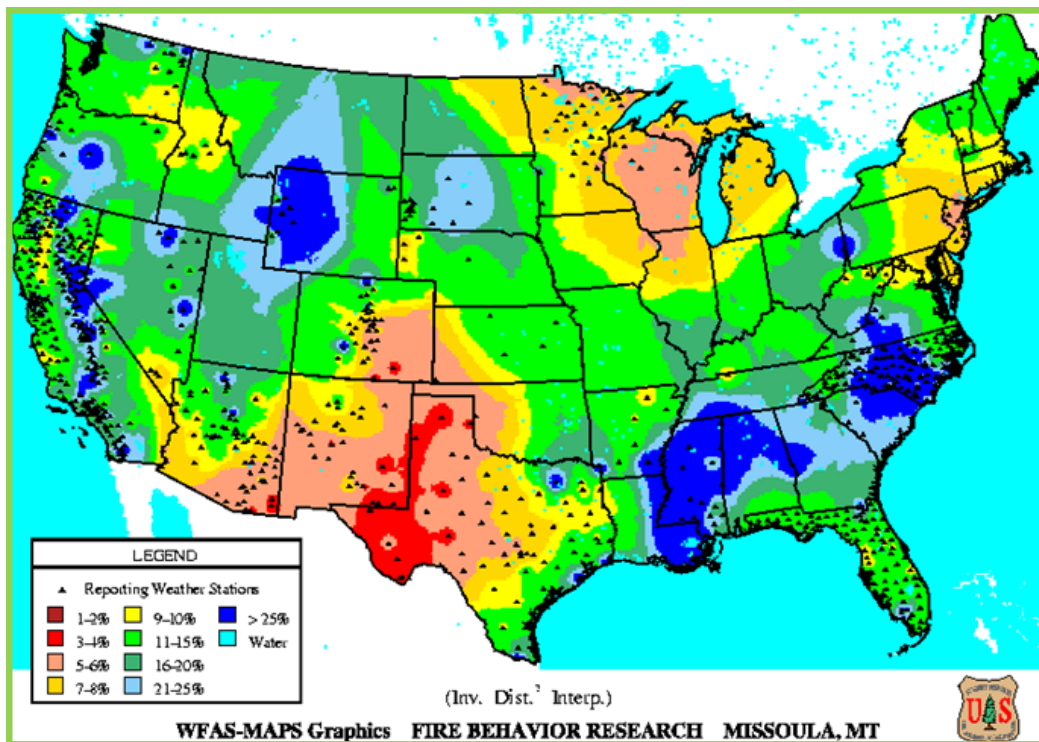 LEGEND
Reporting Weather Stations
1-2% 9-10% > 25%
3-4% 11-15% Water
5-6% 16-20%
7-8% 21-25%
(Inv. Dist.² Interp.)
WFAS-MAPS Graphics FIRE BEHAVIOR RESEARCH MISSOULA, MT
UAS